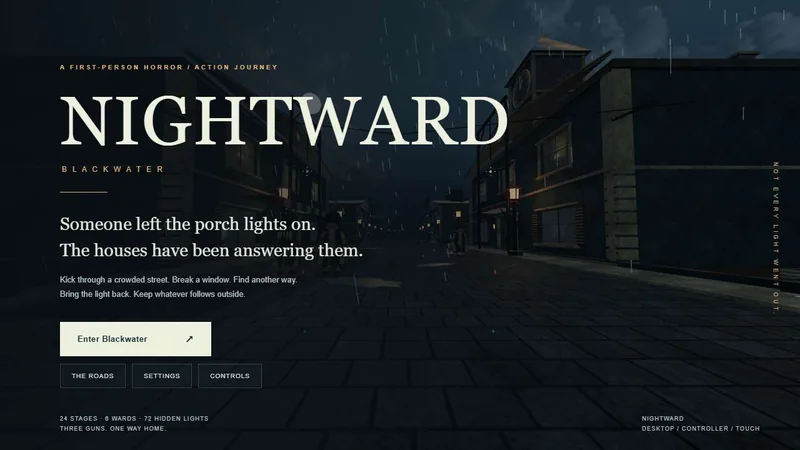 A FIRST-PERSON HORROR / ACTION JOURNEY
NIGHTWARD
BLACKWATER
Someone left the porch lights on.
The houses have been answering them.
Kick through a crowded street. Break a window. Find another way.
Bring the light back. Keep whatever follows outside.
Enter Blackwater ↗
THE ROADS SETTINGS CONTROLS
24 STAGES · 6 WARDS · 72 HIDDEN LIGHTS
THREE GUNS. ONE WAY HOME.
NIGHTWARD
DESKTOP / CONTROLLER / TOUCH
NOT EVERY LIGHT WENT OUT.